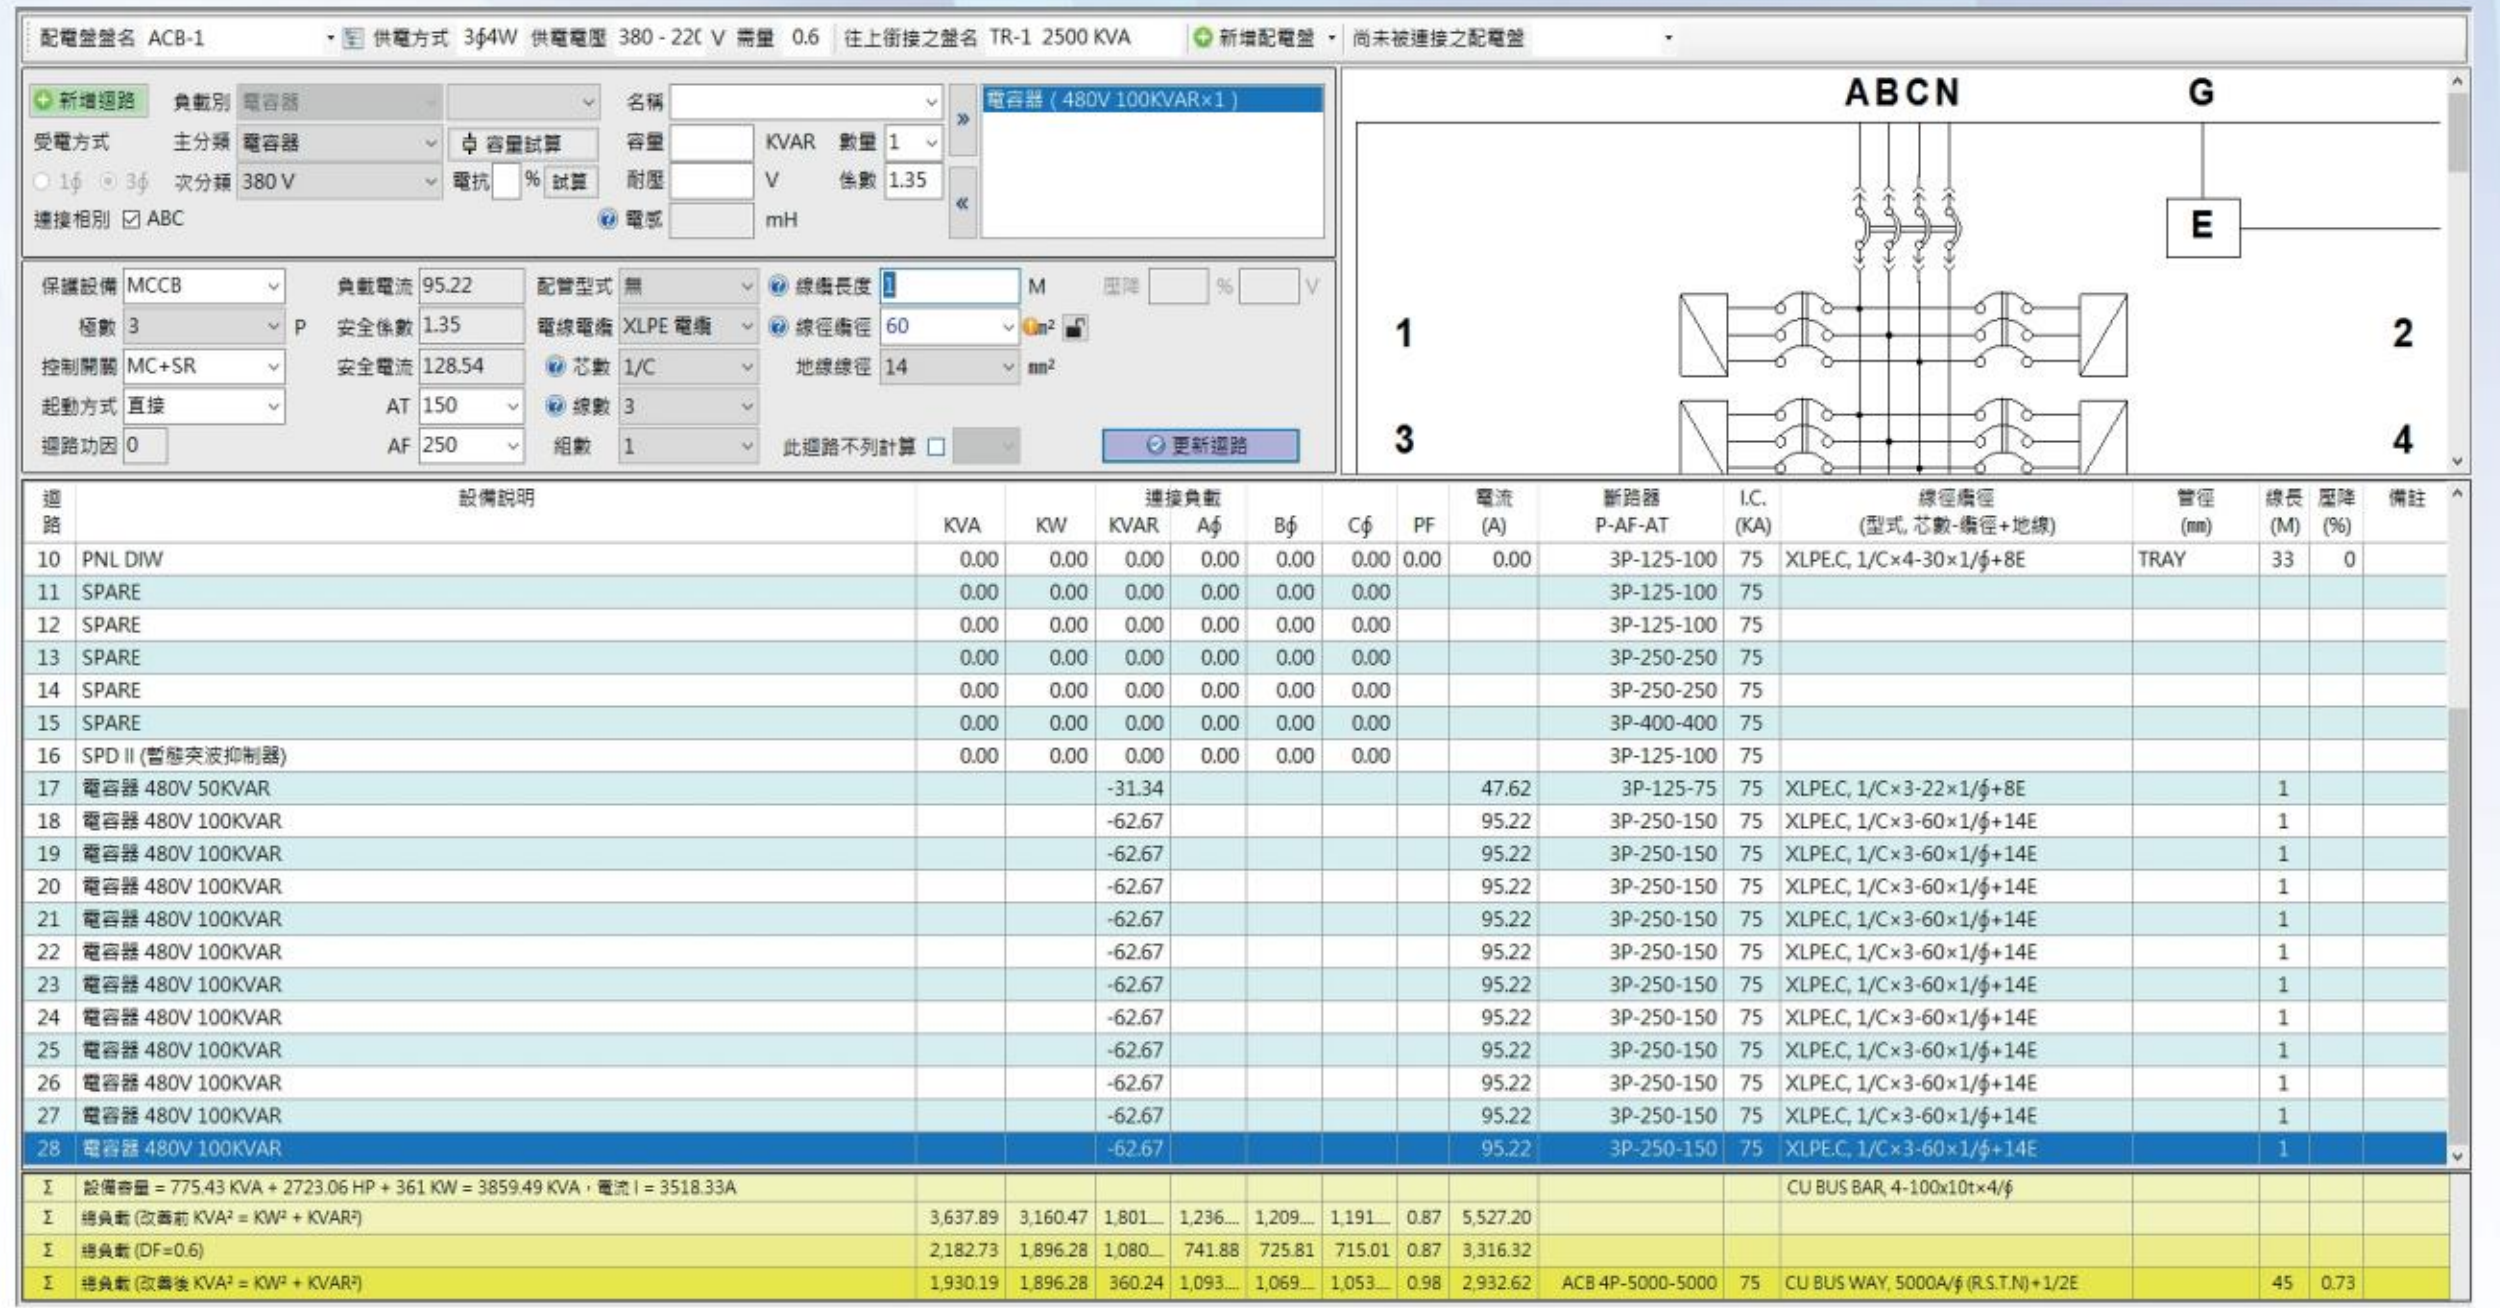 配電盤盤名 ACB-1 供電方式 3∮4W 供電電壓 380 - 220 V 需量 0.6 往上銜接之盤名 TR-1 2500 KVA 新增配電盤 尚未被連接之配電盤
新增迴路 負載別 電容器 名稱 電容器 ( 480V 100KVAR×1 )
受電方式 主分類 電容器 容量試算 容量 KVAR 數量 1
1∮ 3∮ 次分類 380 V 電抗 % 試算 耐壓 V 係數 1.35
連接相別 ABC 電感 mH
保護設備 MCCB 負載電流 95.22 配管型式 無 線纜長度 1 M 壓降 % V
極數 3 P 安全係數 1.35 電線電纜 XLPE 電纜 線徑纜徑 60 m²
控制開關 MC+SR 安全電流 128.54 芯數 1/C 地線線徑 14 mm²
起動方式 直接 AT 150 線數 3
迴路功因 0 AF 250 組數 1 此迴路不列計算 更新迴路
A B C N G
E
1 2
3 4
迴路 設備說明 連接負載 電流 斷路器 I.C. 線徑纜徑 管徑 線長 壓降 備註
KVA KW KVAR A∮ B∮ C∮ PF (A) P-AF-AT (KA) (型式, 芯數-纜徑+地線) (mm) (M) (%)
10 PNL DIW 0.00 0.00 0.00 0.00 0.00 0.00 0.00 0.00 3P-125-100 75 XLPE.C, 1/C×4-30×1/∮+8E TRAY 33 0
11 SPARE 0.00 0.00 0.00 0.00 0.00 0.00 3P-125-100 75
12 SPARE 0.00 0.00 0.00 0.00 0.00 0.00 3P-125-100 75
13 SPARE 0.00 0.00 0.00 0.00 0.00 0.00 3P-250-250 75
14 SPARE 0.00 0.00 0.00 0.00 0.00 0.00 3P-250-250 75
15 SPARE 0.00 0.00 0.00 0.00 0.00 0.00 3P-400-400 75
16 SPD II (暫態突波抑制器) 0.00 0.00 0.00 0.00 0.00 0.00 3P-125-100 75
17 電容器 480V 50KVAR -31.34 47.62 3P-125-75 75 XLPE.C, 1/C×3-22×1/∮+8E 1
18 電容器 480V 100KVAR -62.67 95.22 3P-250-150 75 XLPE.C, 1/C×3-60×1/∮+14E 1
19 電容器 480V 100KVAR -62.67 95.22 3P-250-150 75 XLPE.C, 1/C×3-60×1/∮+14E 1
20 電容器 480V 100KVAR -62.67 95.22 3P-250-150 75 XLPE.C, 1/C×3-60×1/∮+14E 1
21 電容器 480V 100KVAR -62.67 95.22 3P-250-150 75 XLPE.C, 1/C×3-60×1/∮+14E 1
22 電容器 480V 100KVAR -62.67 95.22 3P-250-150 75 XLPE.C, 1/C×3-60×1/∮+14E 1
23 電容器 480V 100KVAR -62.67 95.22 3P-250-150 75 XLPE.C, 1/C×3-60×1/∮+14E 1
24 電容器 480V 100KVAR -62.67 95.22 3P-250-150 75 XLPE.C, 1/C×3-60×1/∮+14E 1
25 電容器 480V 100KVAR -62.67 95.22 3P-250-150 75 XLPE.C, 1/C×3-60×1/∮+14E 1
26 電容器 480V 100KVAR -62.67 95.22 3P-250-150 75 XLPE.C, 1/C×3-60×1/∮+14E 1
27 電容器 480V 100KVAR -62.67 95.22 3P-250-150 75 XLPE.C, 1/C×3-60×1/∮+14E 1
28 電容器 480V 100KVAR -62.67 95.22 3P-250-150 75 XLPE.C, 1/C×3-60×1/∮+14E 1
Σ 設備容量 = 775.43 KVA + 2723.06 HP + 361 KW = 3859.49 KVA，電流 I = 3518.33A CU BUS BAR, 4-100x10t×4/∮
Σ 總負載 (改善前 KVA² = KW² + KVAR²) 3,637.89 3,160.47 1,801... 1,236... 1,209... 1,191... 0.87 5,527.20
Σ 總負載 (DF=0.6) 2,182.73 1,896.28 1,080... 741.88 725.81 715.01 0.87 3,316.32
Σ 總負載 (改善後 KVA² = KW² + KVAR²) 1,930.19 1,896.28 360.24 1,093... 1,069... 1,053... 0.98 2,932.62 ACB 4P-5000-5000 75 CU BUS WAY, 5000A/∮ (R.S.T.N)+1/2E 45 0.73